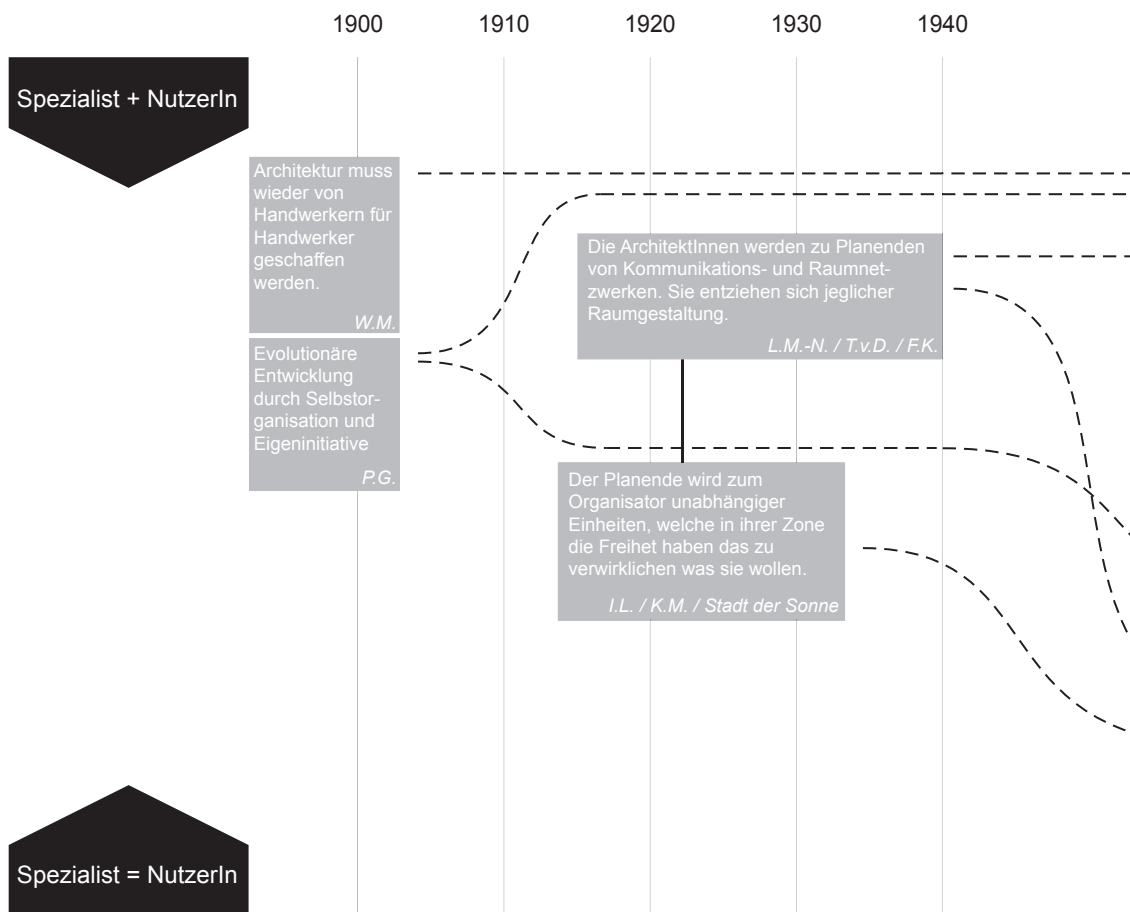 1900 1910 1920 1930 1940
Spezialist + NutzerIn
Architektur muss
wieder von
Handwerkern für
Handwerker
geschaffen
werden.
W.M.
Evolutionäre
Entwicklung
durch Selbstor-
ganisation und
Eigeninitiative
P.G.
Die ArchitektInnen werden zu Planenden
von Kommunikations- und Raumnet-
zwerken. Sie entziehen sich jeglicher
Raumgestaltung.
L.M.-N. / T.v.D. / F.K.
Der Planende wird zum
Organisator unabhängiger
Einheiten, welche in ihrer Zone
die Freihet haben das zu
verwirklichen was sie wollen.
I.L. / K.M. / Stadt der Sonne
Spezialist = NutzerIn